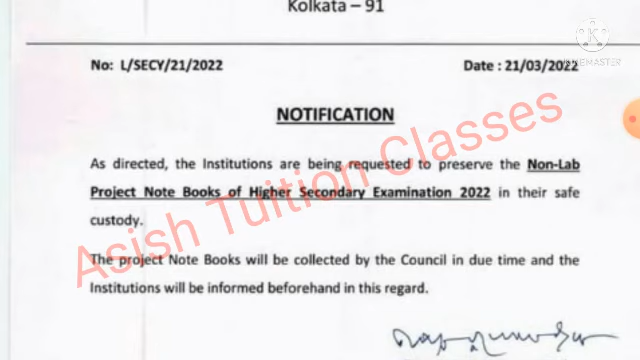 Kolkata – 91
KINEMASTER
No: L/SECY/21/2022 Date : 21/03/2022
NOTIFICATION
As directed, the Institutions are being requested to preserve the Non-Lab
Project Note Books of Higher Secondary Examination 2022 in their safe
custody.
The project Note Books will be collected by the Council in due time and the
Institutions will be informed beforehand in this regard.
Asish Tuition Classes